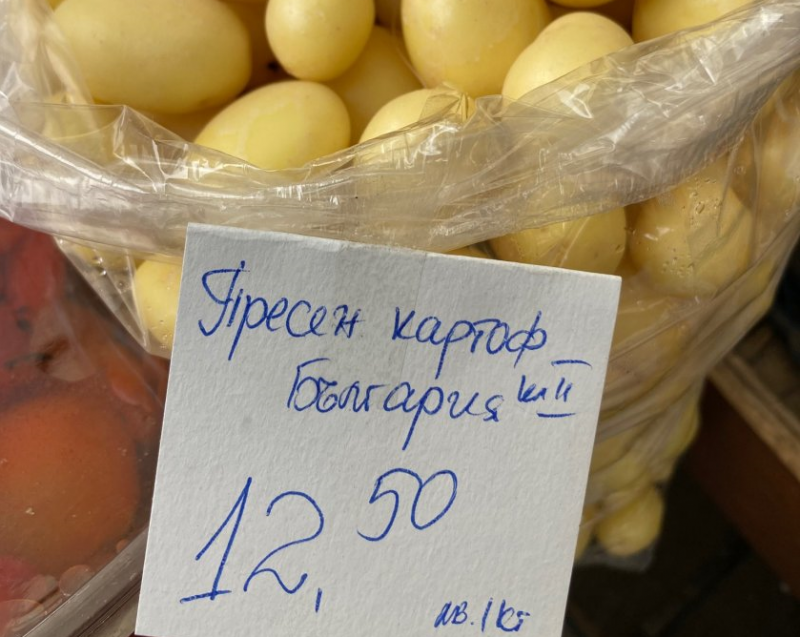 Пресен картоф
България кл II
12,50
лв. / кг